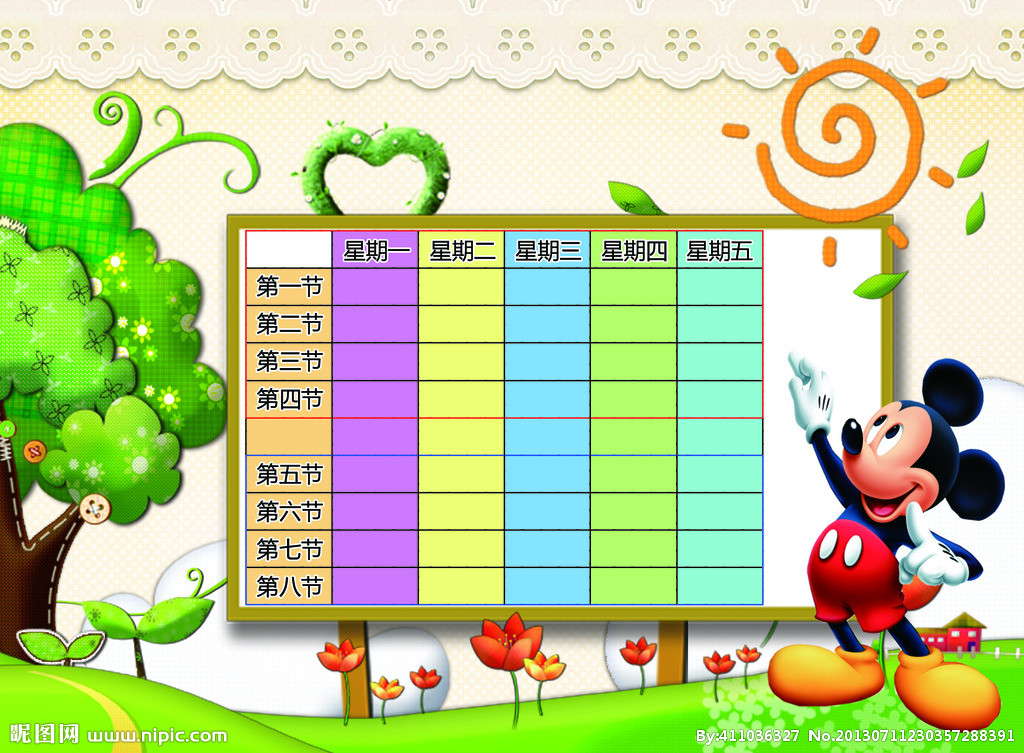 星期一 星期二 星期三 星期四 星期五
第一节
第二节
第三节
第四节
第五节
第六节
第七节
第八节
昵图网 www.nipic.com
By:411036327 No.20130711230357288391